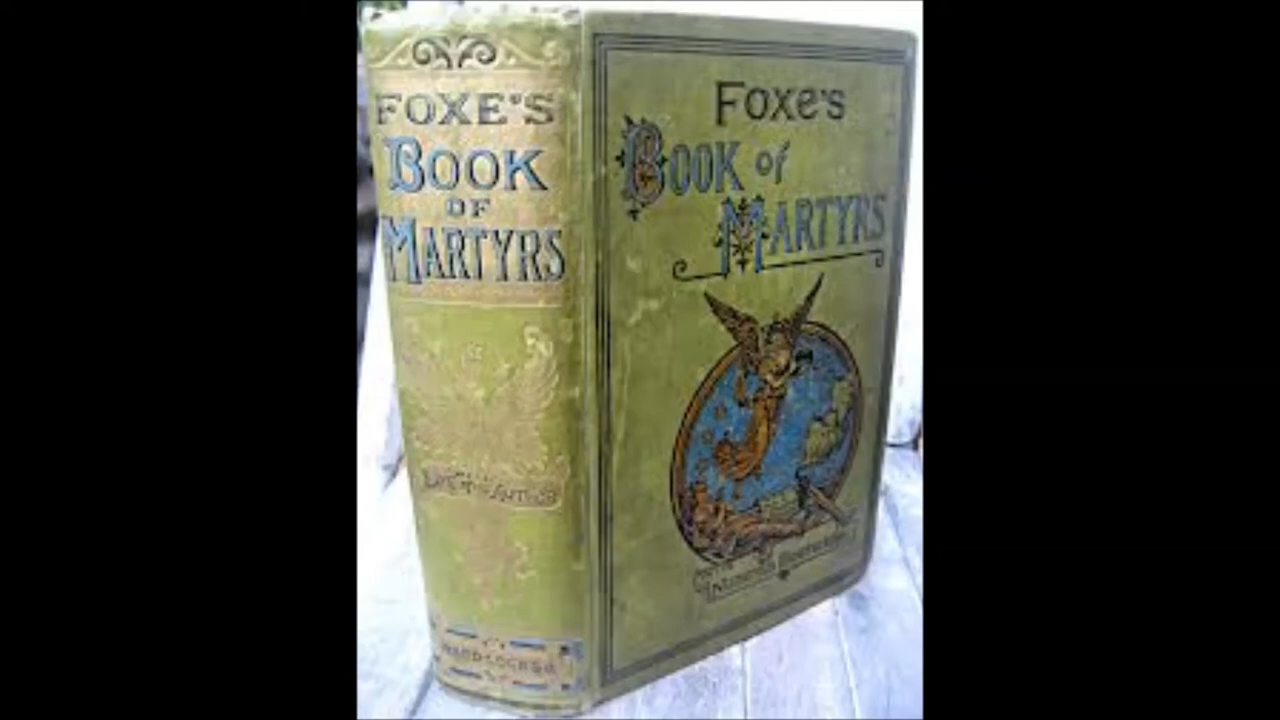 FOXE'S
BOOK
OF
MARTYRS
Foxe's
BOOK of
MARTYRS